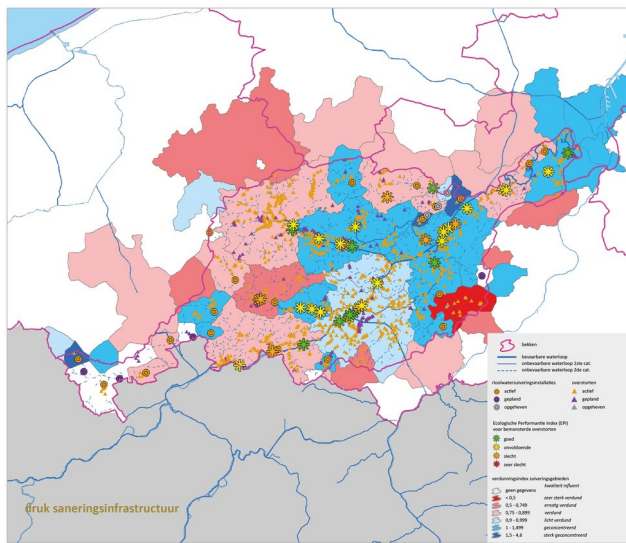 bekken
bevaarbare waterloop
onbevaarbare waterloop 1ste cat.
onbevaarbare waterloop 2de cat.
rioolwaterzuiveringsinstallaties overstorten
actief actief
gepland gepland
opgeheven opgeheven
Ecologische Performantie Index (EPI)
voor bemonsterde overstorten
goed
onvoldoende
slecht
zeer slecht
verdunningsindex zuiveringsgebieden
kwaliteit influent
geen gegevens
< 0,5 zeer sterk verdund
0,5 - 0,749 ernstig verdund
0,75 - 0,899 verdund
0,9 - 0,999 licht verdund
1 - 1,499 geconcentreerd
1,5 - 4,6 sterk geconcentreerd
druk saneringsinfrastructuur